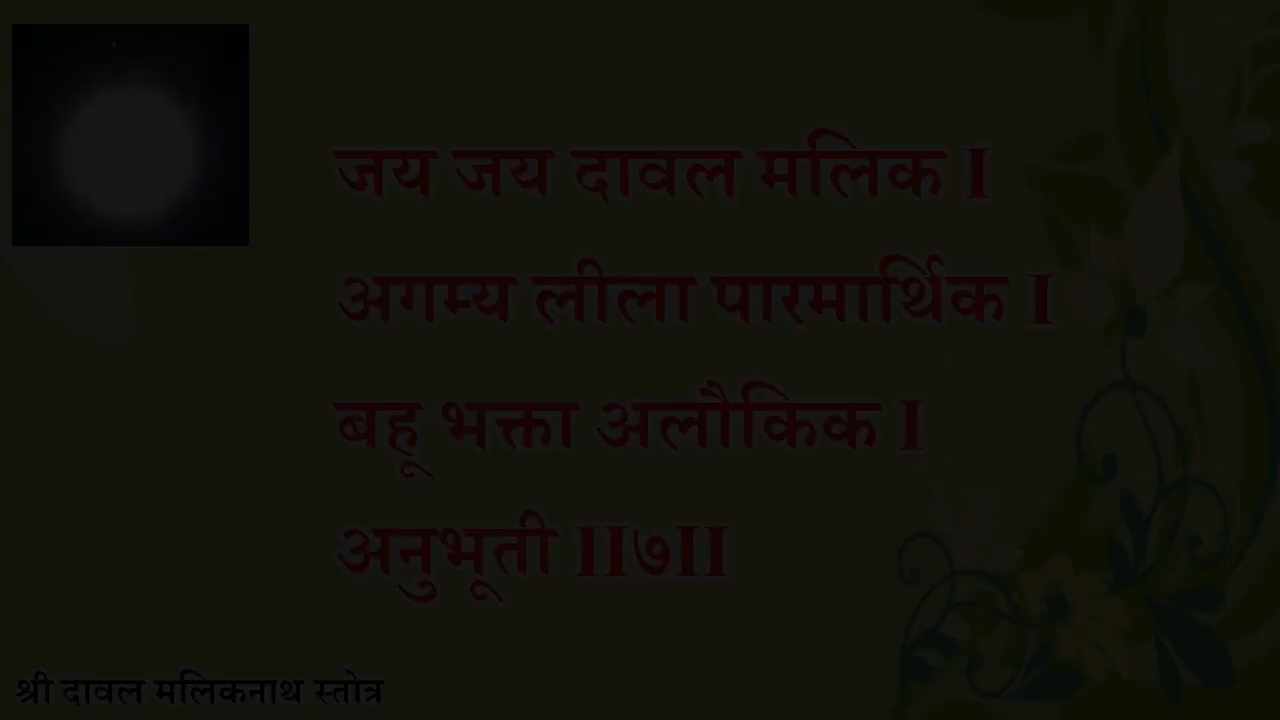 जय जय दावल मलिक I
अगम्य लीला पारमार्थिक I
बहू भक्ता अलौकिक I
अनुभूती II७II
श्री दावल मलिकनाथ स्तोत्र